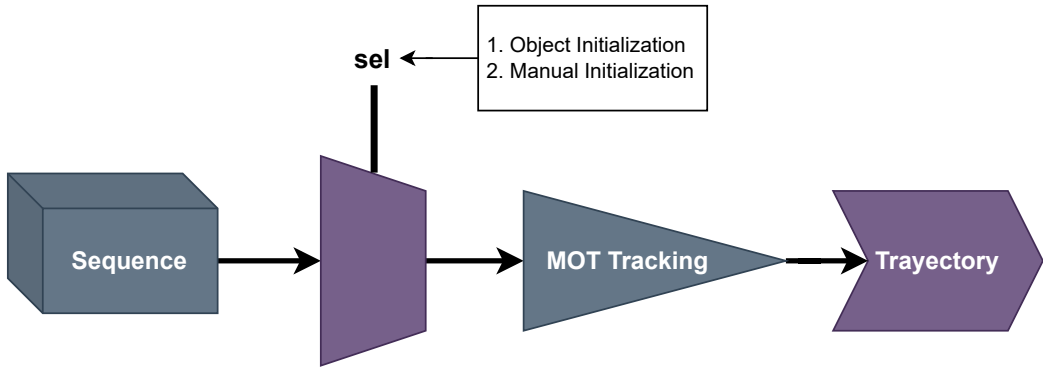 sel
1. Object Initialization
2. Manual Initialization
Sequence
MOT Tracking
Trayectory